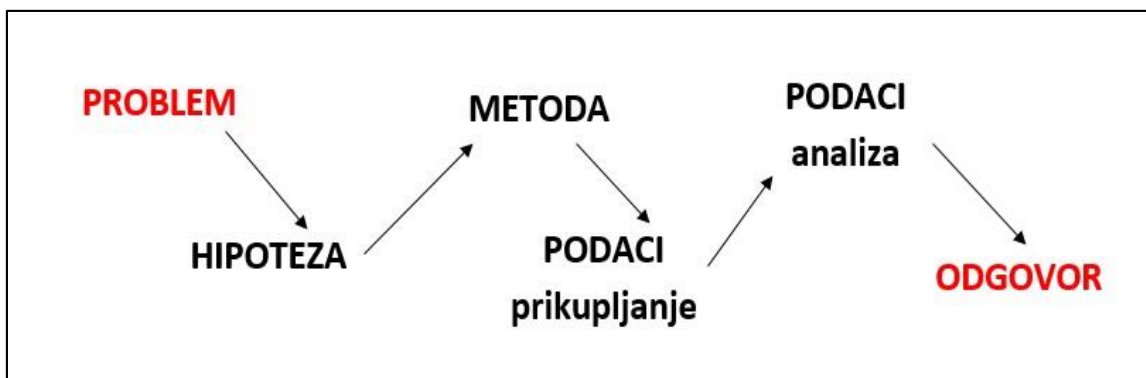 PROBLEM
HIPOTEZA
METODA
PODACI
prikupljanje
PODACI
analiza
ODGOVOR